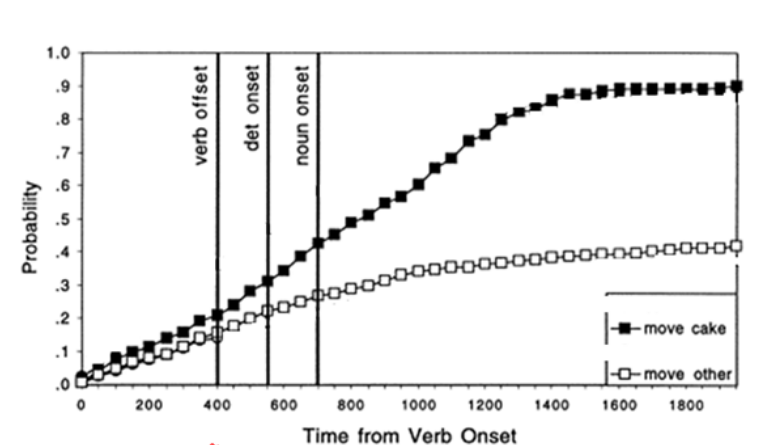 1.0
.9
.8
.7
.6
.5
.4
.3
.2
.1
.0
Probability
verb offset
det onset
noun onset
move cake
move other
0 200 400 600 800 1000 1200 1400 1600 1800
Time from Verb Onset